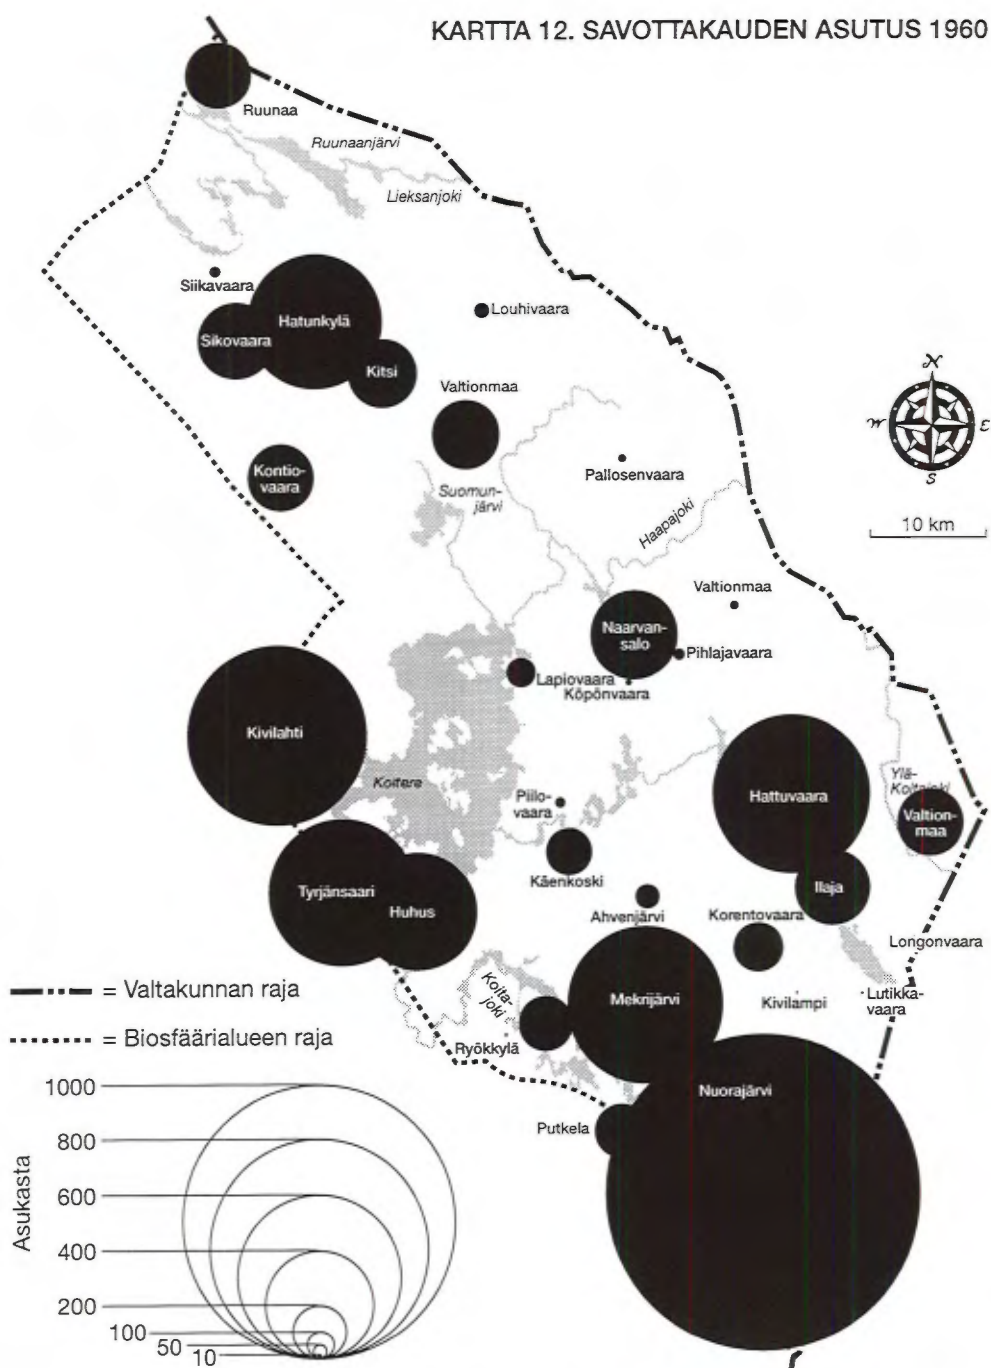 KARTTA 12. SAVOTTAKAUDEN ASUTUS 1960
Ruunaa
Ruunaanjärvi
Lieksanjoki
Siikavaara
Louhivaara
Hatunkylä
Sikovaara
Kitsi
Valtionmaa
N
W
E
S
Kontio-
vaara
Pallosenvaara
Suomun-
järvi
Haapajoki
10 km
Valtionmaa
Naarvan-
salo
Pihlajavaara
Lapiovaara
Köpönvaara
Kivilahti
Koitere
Ylä-
Koitajoki
Hattuvaara
Valtion-
maa
Piilo-
vaara
Käenkoski
Ilaja
Tyrjänsaari
Huhus
Ahvenjärvi
Korentovaara
Longonvaara
Koita-
joki
Mekrijärvi
Kivilampi
Lutikka-
vaara
Ryökkylä
Nuorajärvi
Putkela
= Valtakunnan raja
= Biosfäärialueen raja
Asukasta
1000
800
600
400
200
100
50
10